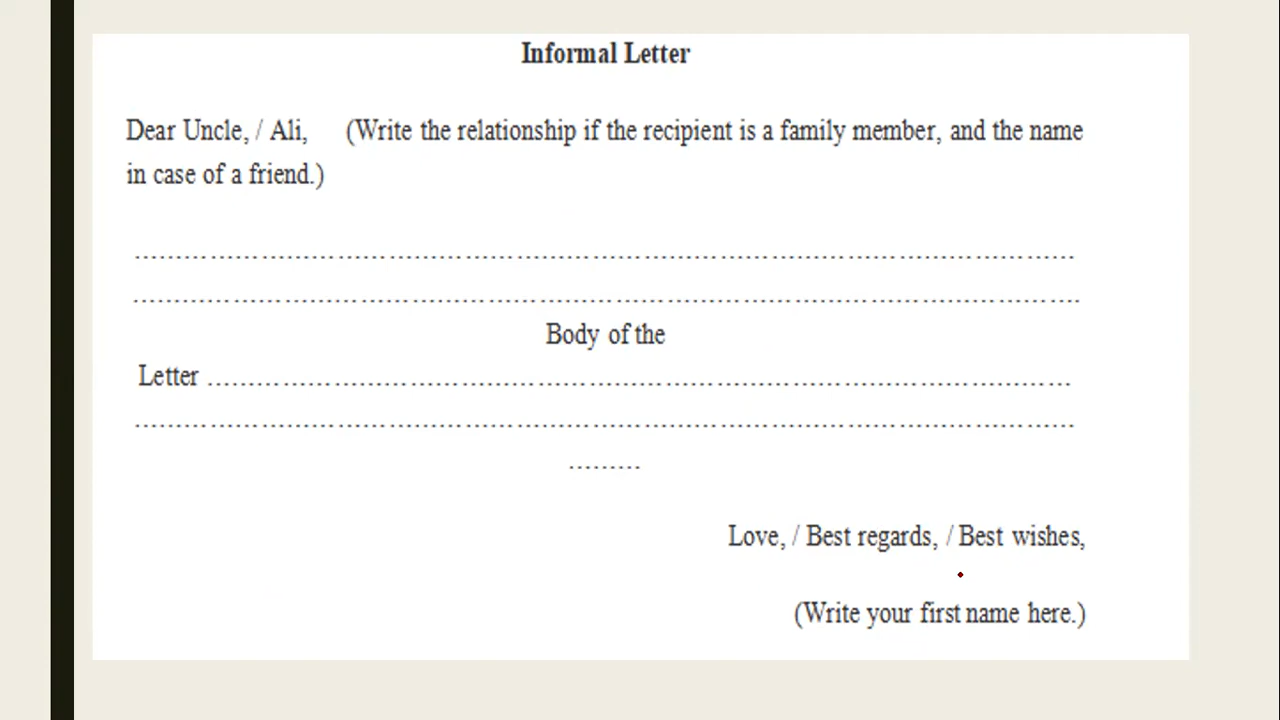 Informal Letter
Dear Uncle, / Ali, (Write the relationship if the recipient is a family member, and the name
in case of a friend.)
……………………………………………………………………………………………
…………………………………………………………………………………………….
Body of the
Letter ……………………………………………………………………………………
……………………………………………………………………………………………
………
Love, / Best regards, / Best wishes,
(Write your first name here.)